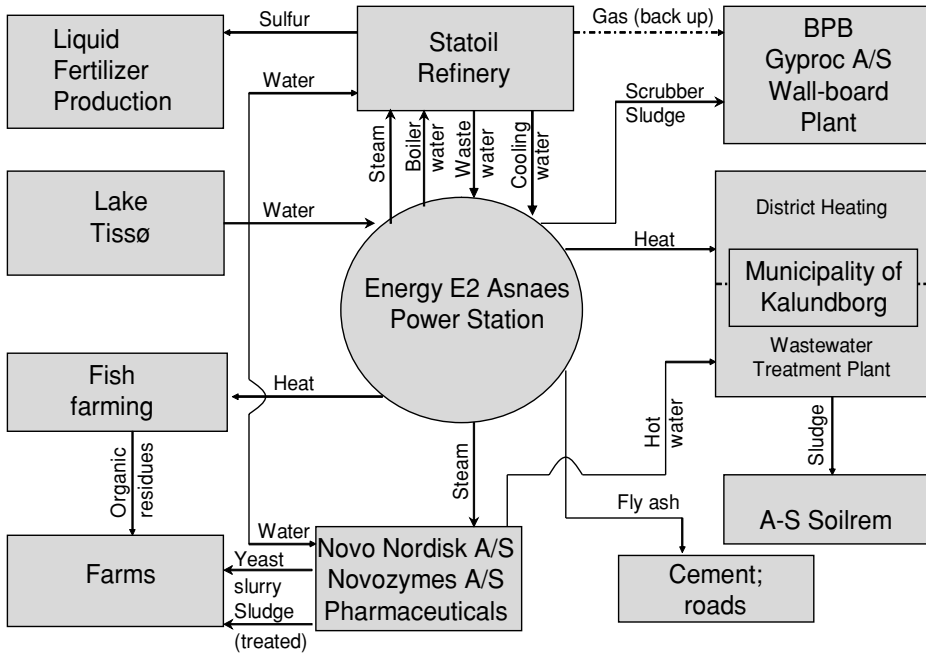 Liquid
Fertilizer
Production
Sulfur
Statoil
Refinery
Gas (back up)
BPB
Gyproc A/S
Wall-board
Plant
Water
Scrubber
Sludge
Steam
Boiler
water
Waste
water
Cooling
water
Lake
Tissø
Water
District Heating
Heat
Municipality of
Kalundborg
Energy E2 Asnaes
Power Station
Wastewater
Treatment Plant
Fish
farming
Heat
Hot
water
Organic
residues
Steam
Sludge
Fly ash
A-S Soilrem
Water
Farms
Yeast
slurry
Sludge
(treated)
Novo Nordisk A/S
Novozymes A/S
Pharmaceuticals
Cement;
roads